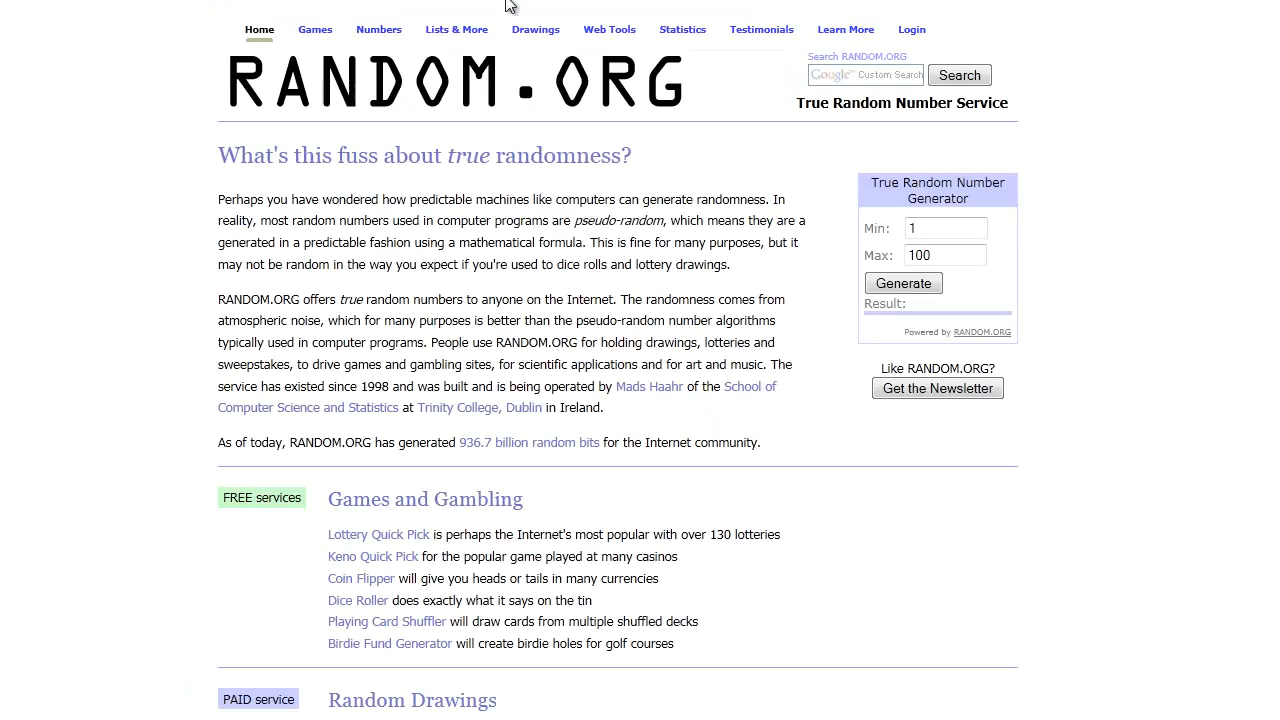 Home Games Numbers Lists & More Drawings Web Tools Statistics Testimonials Learn More Login
RANDOM.ORG
Search RANDOM.ORG
Google™ Custom Search Search
True Random Number Service
What's this fuss about true randomness?
Perhaps you have wondered how predictable machines like computers can generate randomness. In
reality, most random numbers used in computer programs are pseudo-random, which means they are a
generated in a predictable fashion using a mathematical formula. This is fine for many purposes, but it
may not be random in the way you expect if you're used to dice rolls and lottery drawings.
RANDOM.ORG offers true random numbers to anyone on the Internet. The randomness comes from
atmospheric noise, which for many purposes is better than the pseudo-random number algorithms
typically used in computer programs. People use RANDOM.ORG for holding drawings, lotteries and
sweepstakes, to drive games and gambling sites, for scientific applications and for art and music. The
service has existed since 1998 and was built and is being operated by Mads Haahr of the School of
Computer Science and Statistics at Trinity College, Dublin in Ireland.
As of today, RANDOM.ORG has generated 936.7 billion random bits for the Internet community.
True Random Number
Generator
Min: 1
Max: 100
Generate
Result:
Powered by RANDOM.ORG
Like RANDOM.ORG?
Get the Newsletter
FREE services
Games and Gambling
Lottery Quick Pick is perhaps the Internet's most popular with over 130 lotteries
Keno Quick Pick for the popular game played at many casinos
Coin Flipper will give you heads or tails in many currencies
Dice Roller does exactly what it says on the tin
Playing Card Shuffler will draw cards from multiple shuffled decks
Birdie Fund Generator will create birdie holes for golf courses
PAID service
Random Drawings